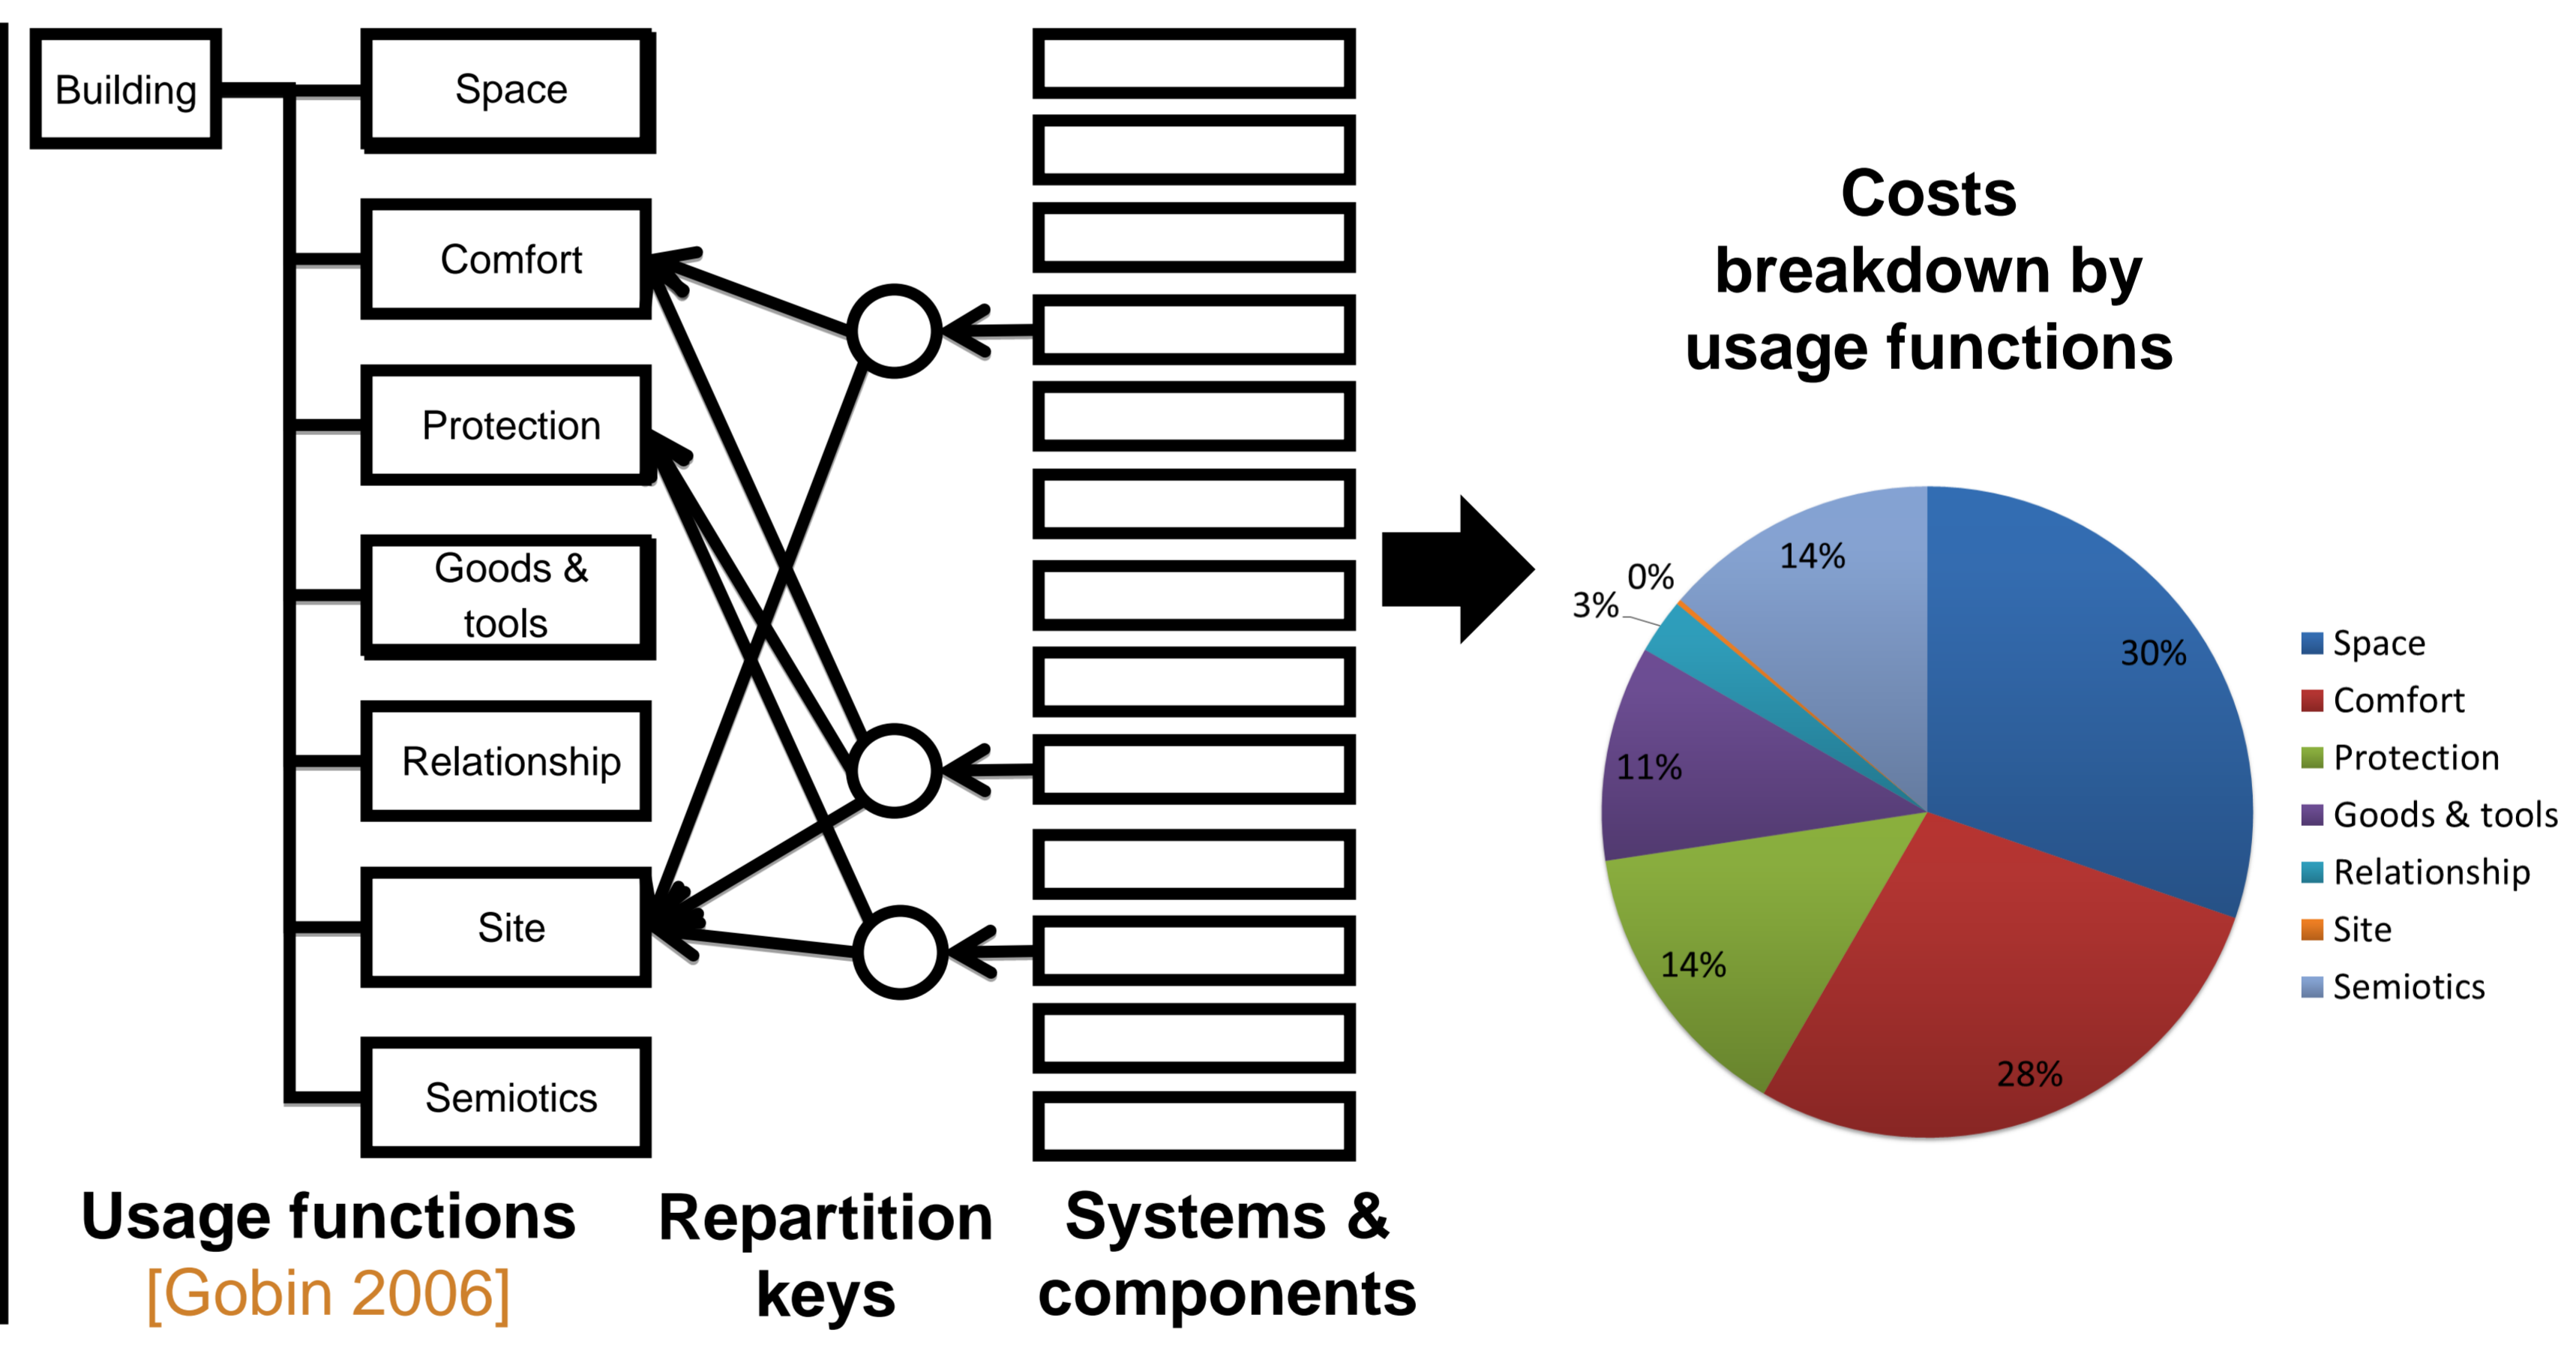 Building
Space
Comfort
Protection
Goods &
tools
Relationship
Site
Semiotics
Usage functions
[Gobin 2006]
Repartition
keys
Systems &
components
Costs
breakdown by
usage functions
14%
0%
3%
30%
11%
14%
28%
Space
Comfort
Protection
Goods & tools
Relationship
Site
Semiotics